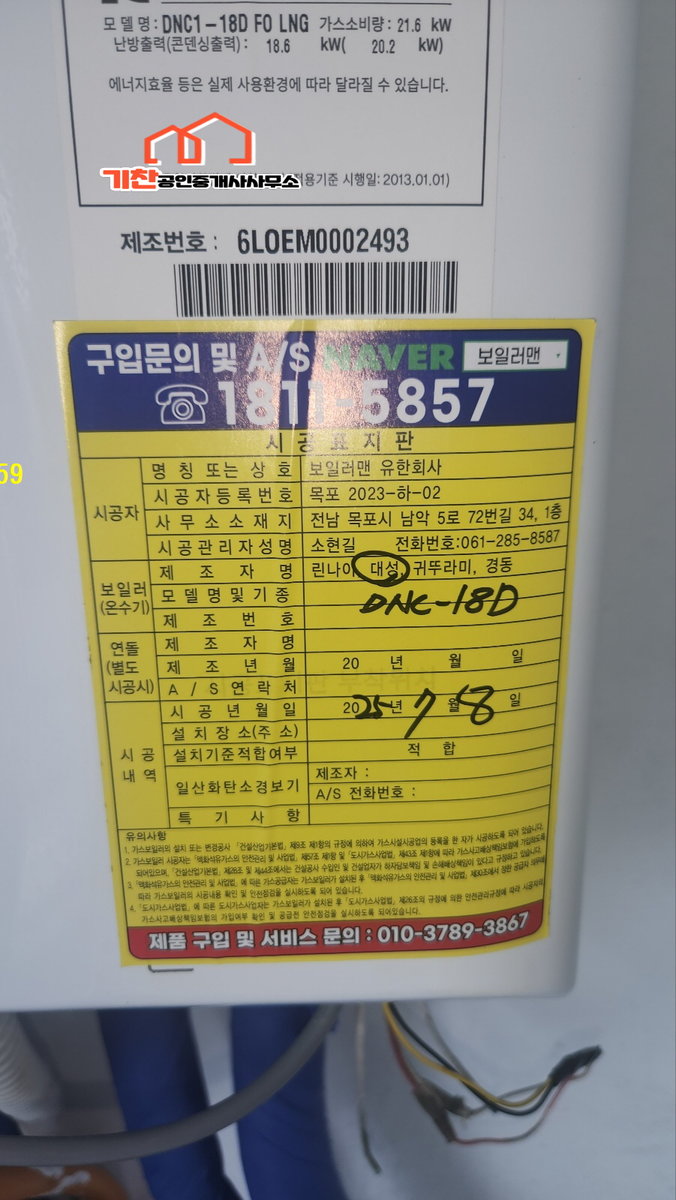 모 델 명 : DNC1-18D FO LNG 가스소비량 : 21.6 kW
난방출력(콘덴싱출력) : 18.6 kW( 20.2 kW)
에너지효율 등은 실제 사용환경에 따라 달라질 수 있습니다.
기찬공인중개사사무소
적용기준 시행일: 2013.01.01)
제조번호 : 6LOEM0002493
구입문의 및 A/S NAVER 보일러맨
☎ 1811-5857
시 공 표 지 판
시공자
명 칭 또 는 상 호 보일러맨 유한회사
시 공 자 등 록 번 호 목포 2023-하-02
사 무 소 소 재 지 전남 목포시 남악 5로 72번길 34, 1층
시 공 관 리 자 성 명 소현길 전화번호:061-285-8587
보일러
(온수기)
제 조 자 명 린나이, 대성, 귀뚜라미, 경동
모 델 명 및 기 종 DNC-18D
제 조 번 호
연돌
(별도
시공시)
제 조 자 명
제 조 년 월 20 년 월 일
A / S 연 락 처
시 공
내 역
시 공 년 월 일 20 25년 7 월 18 일
설 치 장 소 (주 소)
설치기준적합여부 적 합
일산화탄소경보기 제조자 :
A/S 전화번호 :
특 기 사 항
유의사항
제품 구입 및 서비스 문의 : 010-3789-3867
59